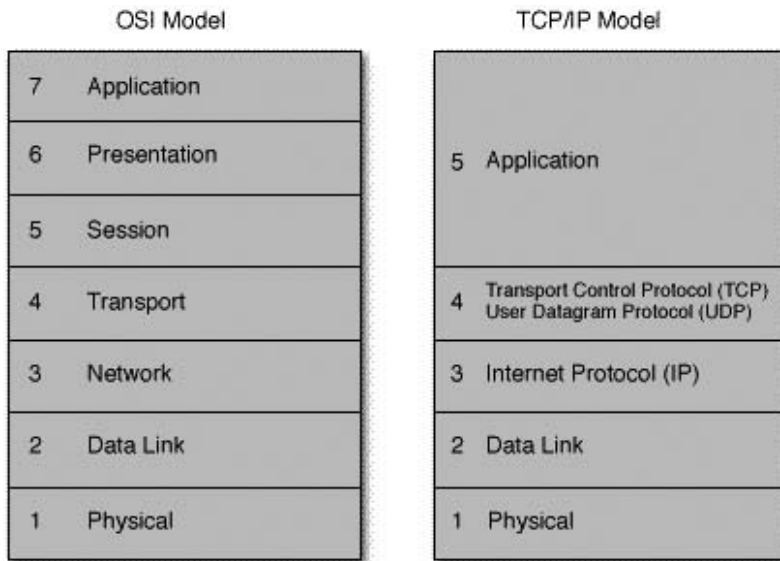 OSI Model
7 Application
6 Presentation
5 Session
4 Transport
3 Network
2 Data Link
1 Physical
TCP/IP Model
5 Application
4 Transport Control Protocol (TCP)
User Datagram Protocol (UDP)
3 Internet Protocol (IP)
2 Data Link
1 Physical